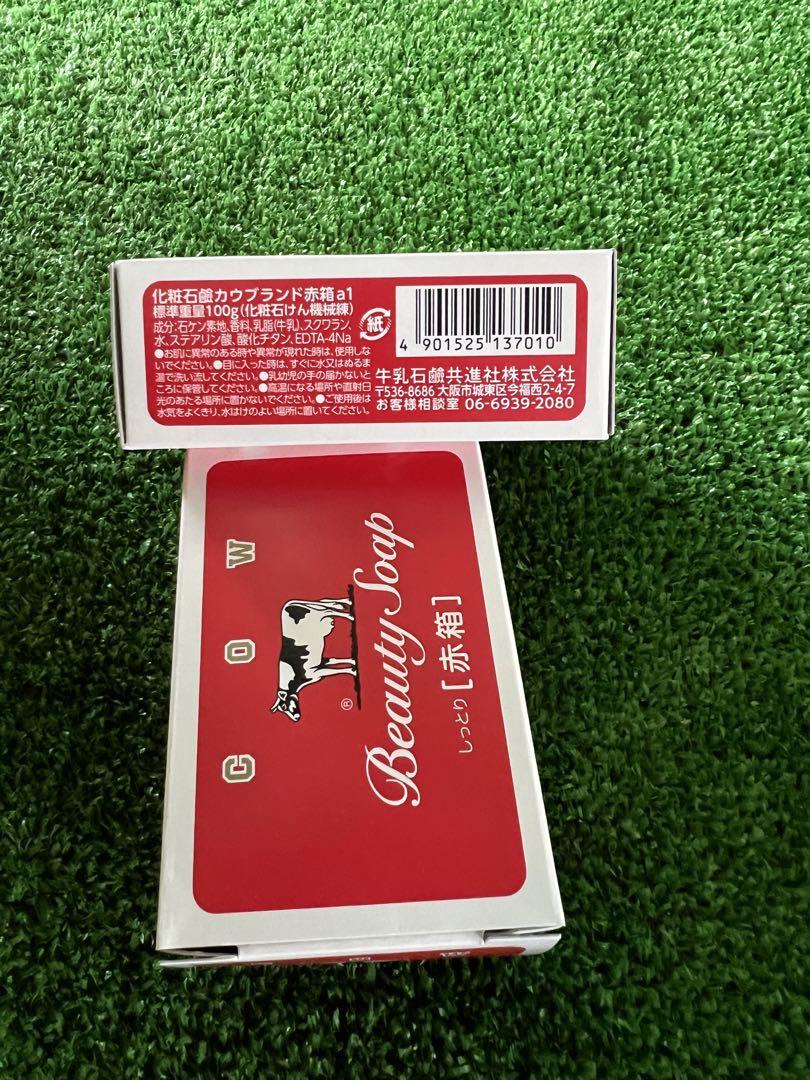 化粧石鹼カウブランド赤箱a1
標準重量100g(化粧石けん機械練)
成分:石ケン素地、香料、乳脂(牛乳)、スクワラン、
水、ステアリン酸、酸化チタン、EDTA-4Na
●お肌に異常のある時や異常が現れた時は、使用しな
いでください。●目に入った時は、すぐに水又はぬるま
湯で洗い流してください。●乳幼児の手の届かないと
ころに保管してください。●高温になる場所や直射日
光のあたる場所に置かないでください。●ご使用後は
水気をよくきり、水はけのよい場所に置いてください。
紙
4 901525 137010
牛乳石鹼共進社株式会社
〒536-8686 大阪市城東区今福西2-4-7
お客様相談室 06-6939-2080
COW
®
Beauty Soap
しっとり[赤箱]